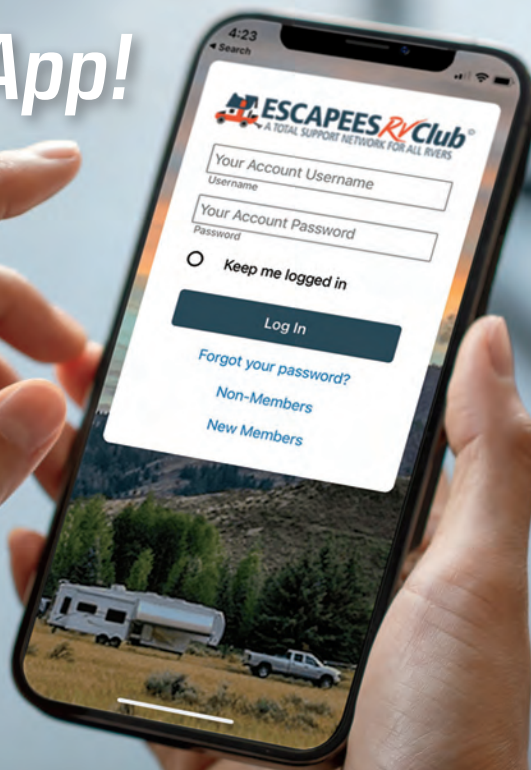 App!
4:23
Search
ESCAPEES RV Club®
A TOTAL SUPPORT NETWORK FOR ALL RVERS
Your Account Username
Username
Your Account Password
Password
Keep me logged in
Log In
Forgot your password?
Non-Members
New Members